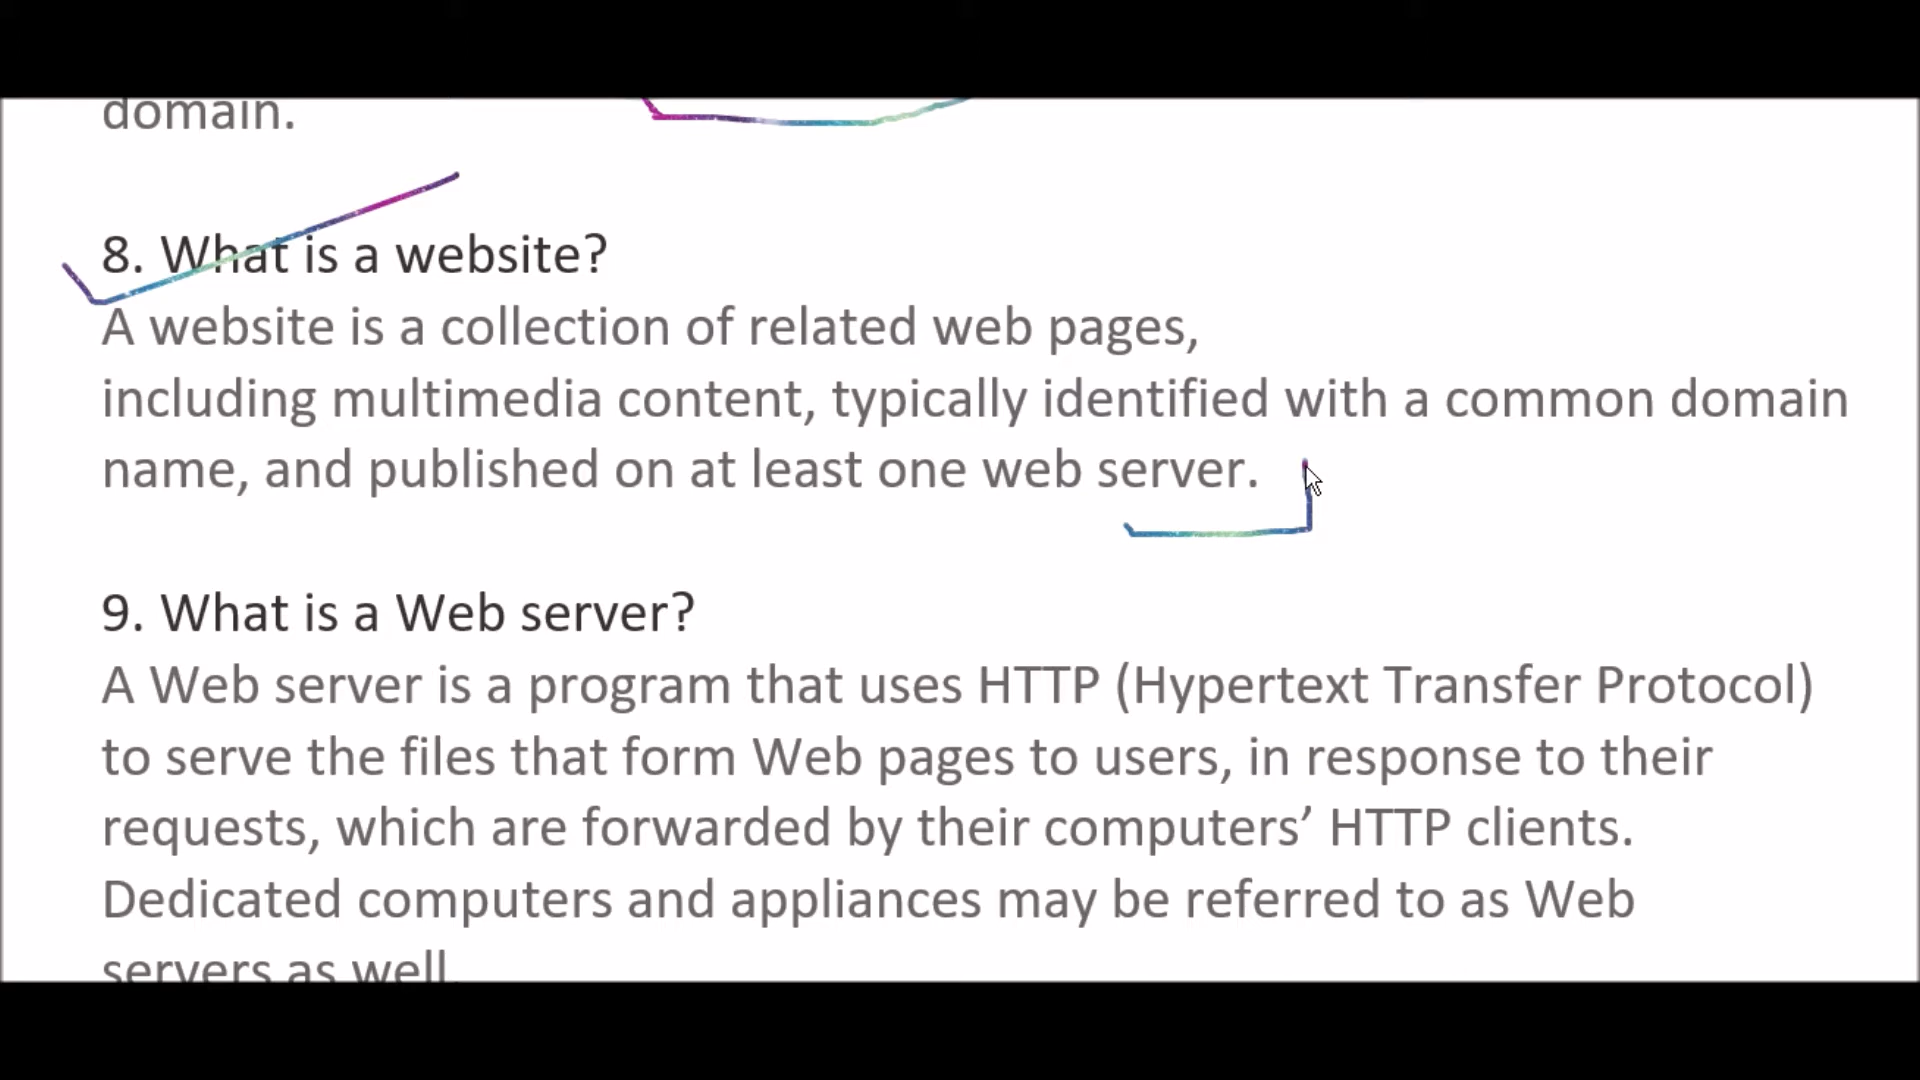 domain.
8. What is a website?
A website is a collection of related web pages,
including multimedia content, typically identified with a common domain
name, and published on at least one web server.
9. What is a Web server?
A Web server is a program that uses HTTP (Hypertext Transfer Protocol)
to serve the files that form Web pages to users, in response to their
requests, which are forwarded by their computers’ HTTP clients.
Dedicated computers and appliances may be referred to as Web
servers as well.